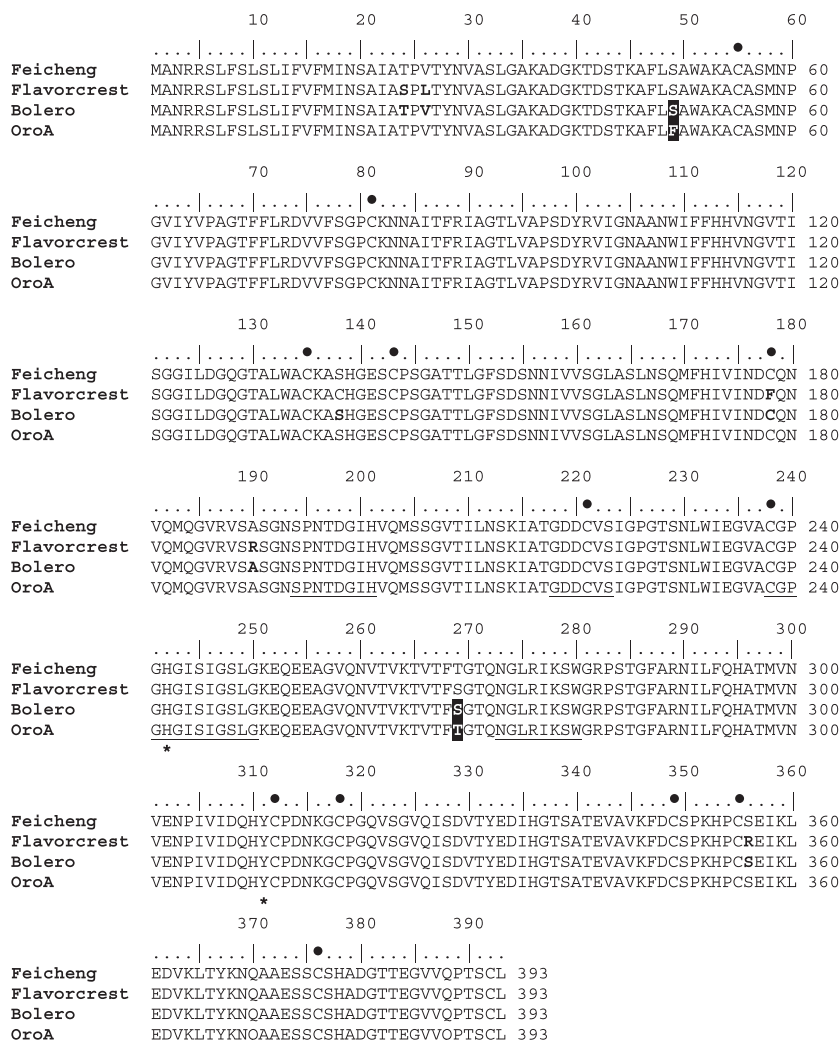 10 20 30 40 50 60
....|....|....|....|....|....|....|....|....|....|....●....|
Feicheng MANRRSLFSLSLIFVFMINSAIATPVTYNVASLGAKADGKTDSTKAFLSAWAKACASMNP 60
Flavorcrest MANRRSLFSLSLIFVFMINSAIASPLTYNVASLGAKADGKTDSTKAFLSAWAKACASMNP 60
Bolero MANRRSLFSLSLIFVFMINSAIATPVTYNVASLGAKADGKTDSTKAFLSAWAKACASMNP 60
OroA MANRRSLFSLSLIFVFMINSAIATPVTYNVASLGAKADGKTDSTKAFLFAWAKACASMNP 60
70 80 90 100 110 120
....|....|....|....|●....|....|....|....|....|....|....|....|
Feicheng GVIYVPAGTFFLRDVVFSGPCKNNAITFRIAGTLVAPSDYRVIGNAANWIFFHHVNGVTI 120
Flavorcrest GVIYVPAGTFFLRDVVFSGPCKNNAITFRIAGTLVAPSDYRVIGNAANWIFFHHVNGVTI 120
Bolero GVIYVPAGTFFLRDVVFSGPCKNNAITFRIAGTLVAPSDYRVIGNAANWIFFHHVNGVTI 120
OroA GVIYVPAGTFFLRDVVFSGPCKNNAITFRIAGTLVAPSDYRVIGNAANWIFFHHVNGVTI 120
130 140 150 160 170 180
....|....|....●....|..●..|....|....|....|....|....|....|..●.|
Feicheng SGGILDGQGTALWACKASHGESCPSGATTLGFSDSNNIVVSGLASLNSQMFHIVINDCQN 180
Flavorcrest SGGILDGQGTALWACKACHGESCPSGATTLGFSDSNNIVVSGLASLNSQMFHIVINDFQN 180
Bolero SGGILDGQGTALWACKASHGESCPSGATTLGFSDSNNIVVSGLASLNSQMFHIVINDCQN 180
OroA SGGILDGQGTALWACKASHGESCPSGATTLGFSDSNNIVVSGLASLNSQMFHIVINDCQN 180
190 200 210 220 230 240
....|....|....|....|....|....|....|....|●....|....|....|..●.|
Feicheng VQMQGVRVSASGNSPNTDGIHVQMSSGVTILNSKIATGDDCVSIGPGTSNLWIEGVACGP 240
Flavorcrest VQMQGVRVSRSGNSPNTDGIHVQMSSGVTILNSKIATGDDCVSIGPGTSNLWIEGVACGP 240
Bolero VQMQGVRVSASGNSPNTDGIHVQMSSGVTILNSKIATGDDCVSIGPGTSNLWIEGVACGP 240
OroA VQMQGVRVSASGNSPNTDGIHVQMSSGVTILNSKIATGDDCVSIGPGTSNLWIEGVACGP 240
250 260 270 280 290 300
....|....|....|....|....|....|....|....|....|....|....|....|
Feicheng GHGISIGSLGKEQEEAGVQNVTVKTVTFTGTQNGLRIKSWGRPSTGFARNILFQHATMVN 300
Flavorcrest GHGISIGSLGKEQEEAGVQNVTVKTVTFSGTQNGLRIKSWGRPSTGFARNILFQHATMVN 300
Bolero GHGISIGSLGKEQEEAGVQNVTVKTVTFSGTQNGLRIKSWGRPSTGFARNILFQHATMVN 300
OroA GHGISIGSLGKEQEEAGVQNVTVKTVTFTGTQNGLRIKSWGRPSTGFARNILFQHATMVN 300
*
310 320 330 340 350 360
....|....|.●..|..●.|....|....|....|....|....|...●|....●....|
Feicheng VENPIVIDQHYCPDNKGCPGQVSGVQISDVTYEDIHGTSATEVAVKFDCSPKHPCSEIKL 360
Flavorcrest VENPIVIDQHYCPDNKGCPGQVSGVQISDVTYEDIHGTSATEVAVKFDCSPKHPCREIKL 360
Bolero VENPIVIDQHYCPDNKGCPGQVSGVQISDVTYEDIHGTSATEVAVKFDCSPKHPCSEIKL 360
OroA VENPIVIDQHYCPDNKGCPGQVSGVQISDVTYEDIHGTSATEVAVKFDCSPKHPCSEIKL 360
*
370 380 390
....|....|....|●....|....|....|...
Feicheng EDVKLTYKNQAAESSCSHADGTTEGVVQPTSCL 393
Flavorcrest EDVKLTYKNQAAESSCSHADGTTEGVVQPTSCL 393
Bolero EDVKLTYKNQAAESSCSHADGTTEGVVQPTSCL 393
OroA EDVKLTYKNQAAESSCSHADGTTEGVVQPTSCL 393